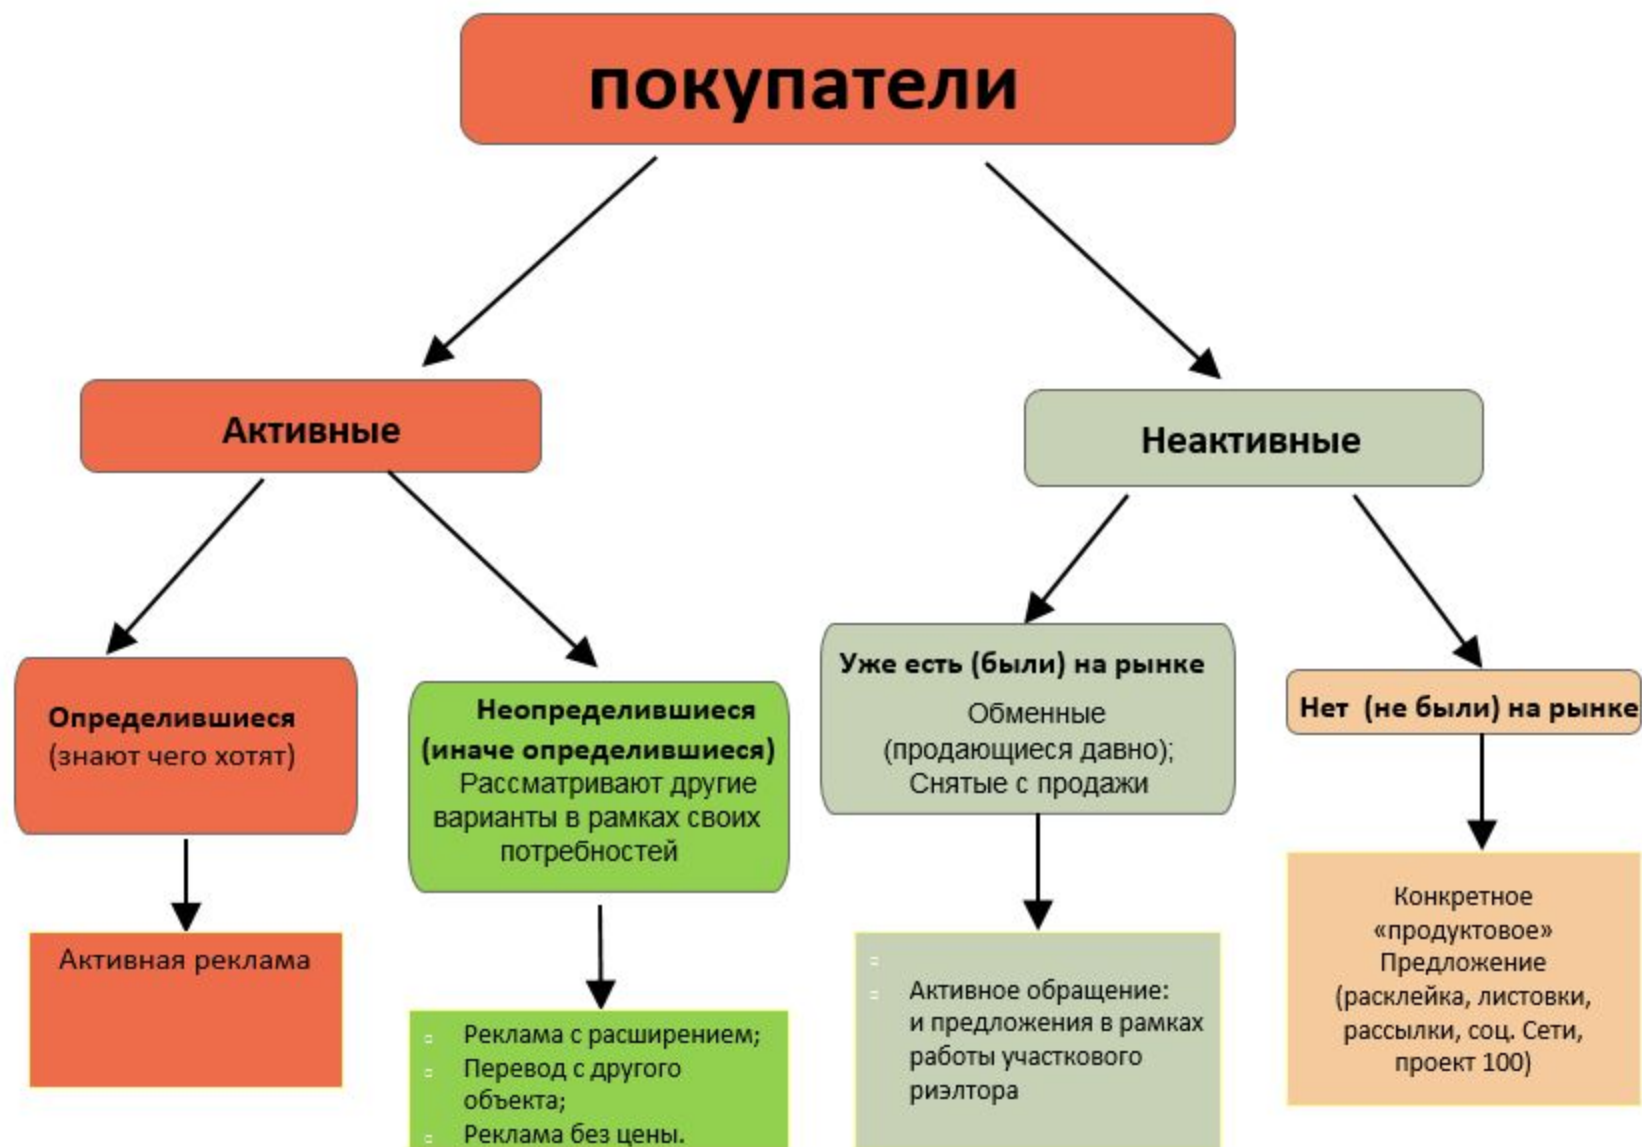 покупатели
Активные
Неактивные
Определившиеся
(знают чего хотят)
Неопределившиеся
(иначе определившиеся)
Рассматривают другие
варианты в рамках своих
потребностей
Уже есть (были) на рынке
Обменные
(продающиеся давно);
Снятые с продажи
Нет (не были) на рынке
Активная реклама
Реклама с расширением;
Перевод с другого
объекта;
Реклама без цены.
Активное обращение:
и предложения в рамках
работы участкового
риэлтора
Конкретное
«продуктовое»
Предложение
(расклейка, листовки,
рассылки, соц. Сети,
проект 100)